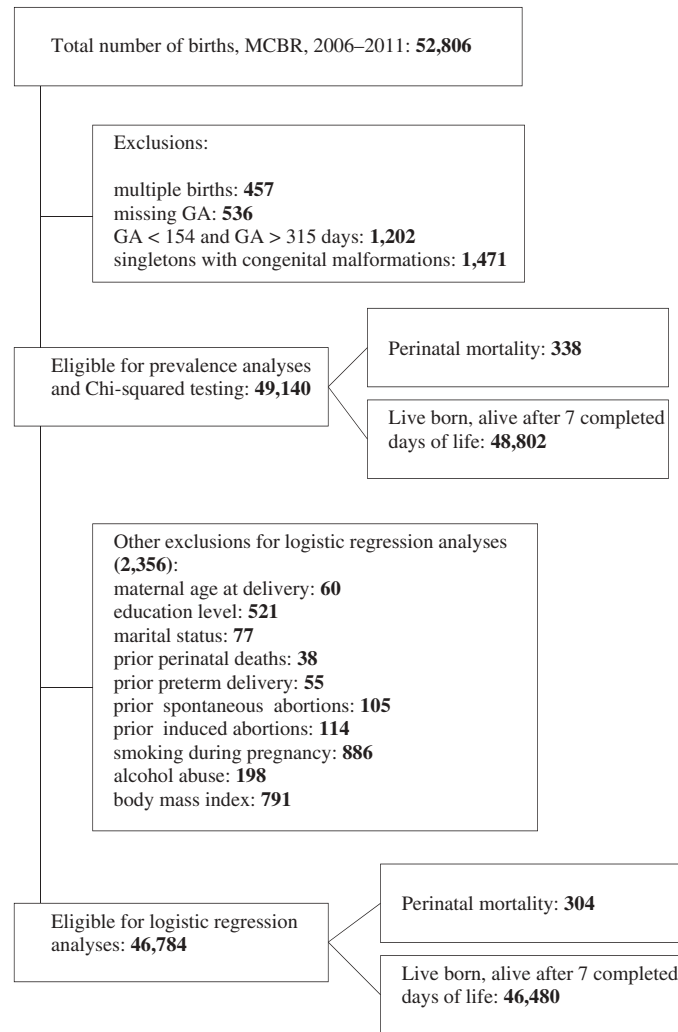 Total number of births, MCBR, 2006–2011: 52,806
Exclusions:
multiple births: 457
missing GA: 536
GA < 154 and GA > 315 days: 1,202
singletons with congenital malformations: 1,471
Eligible for prevalence analyses
and Chi-squared testing: 49,140
Perinatal mortality: 338
Live born, alive after 7 completed
days of life: 48,802
Other exclusions for logistic regression analyses
(2,356):
maternal age at delivery: 60
education level: 521
marital status: 77
prior perinatal deaths: 38
prior preterm delivery: 55
prior spontaneous abortions: 105
prior induced abortions: 114
smoking during pregnancy: 886
alcohol abuse: 198
body mass index: 791
Eligible for logistic regression
analyses: 46,784
Perinatal mortality: 304
Live born, alive after 7 completed
days of life: 46,480